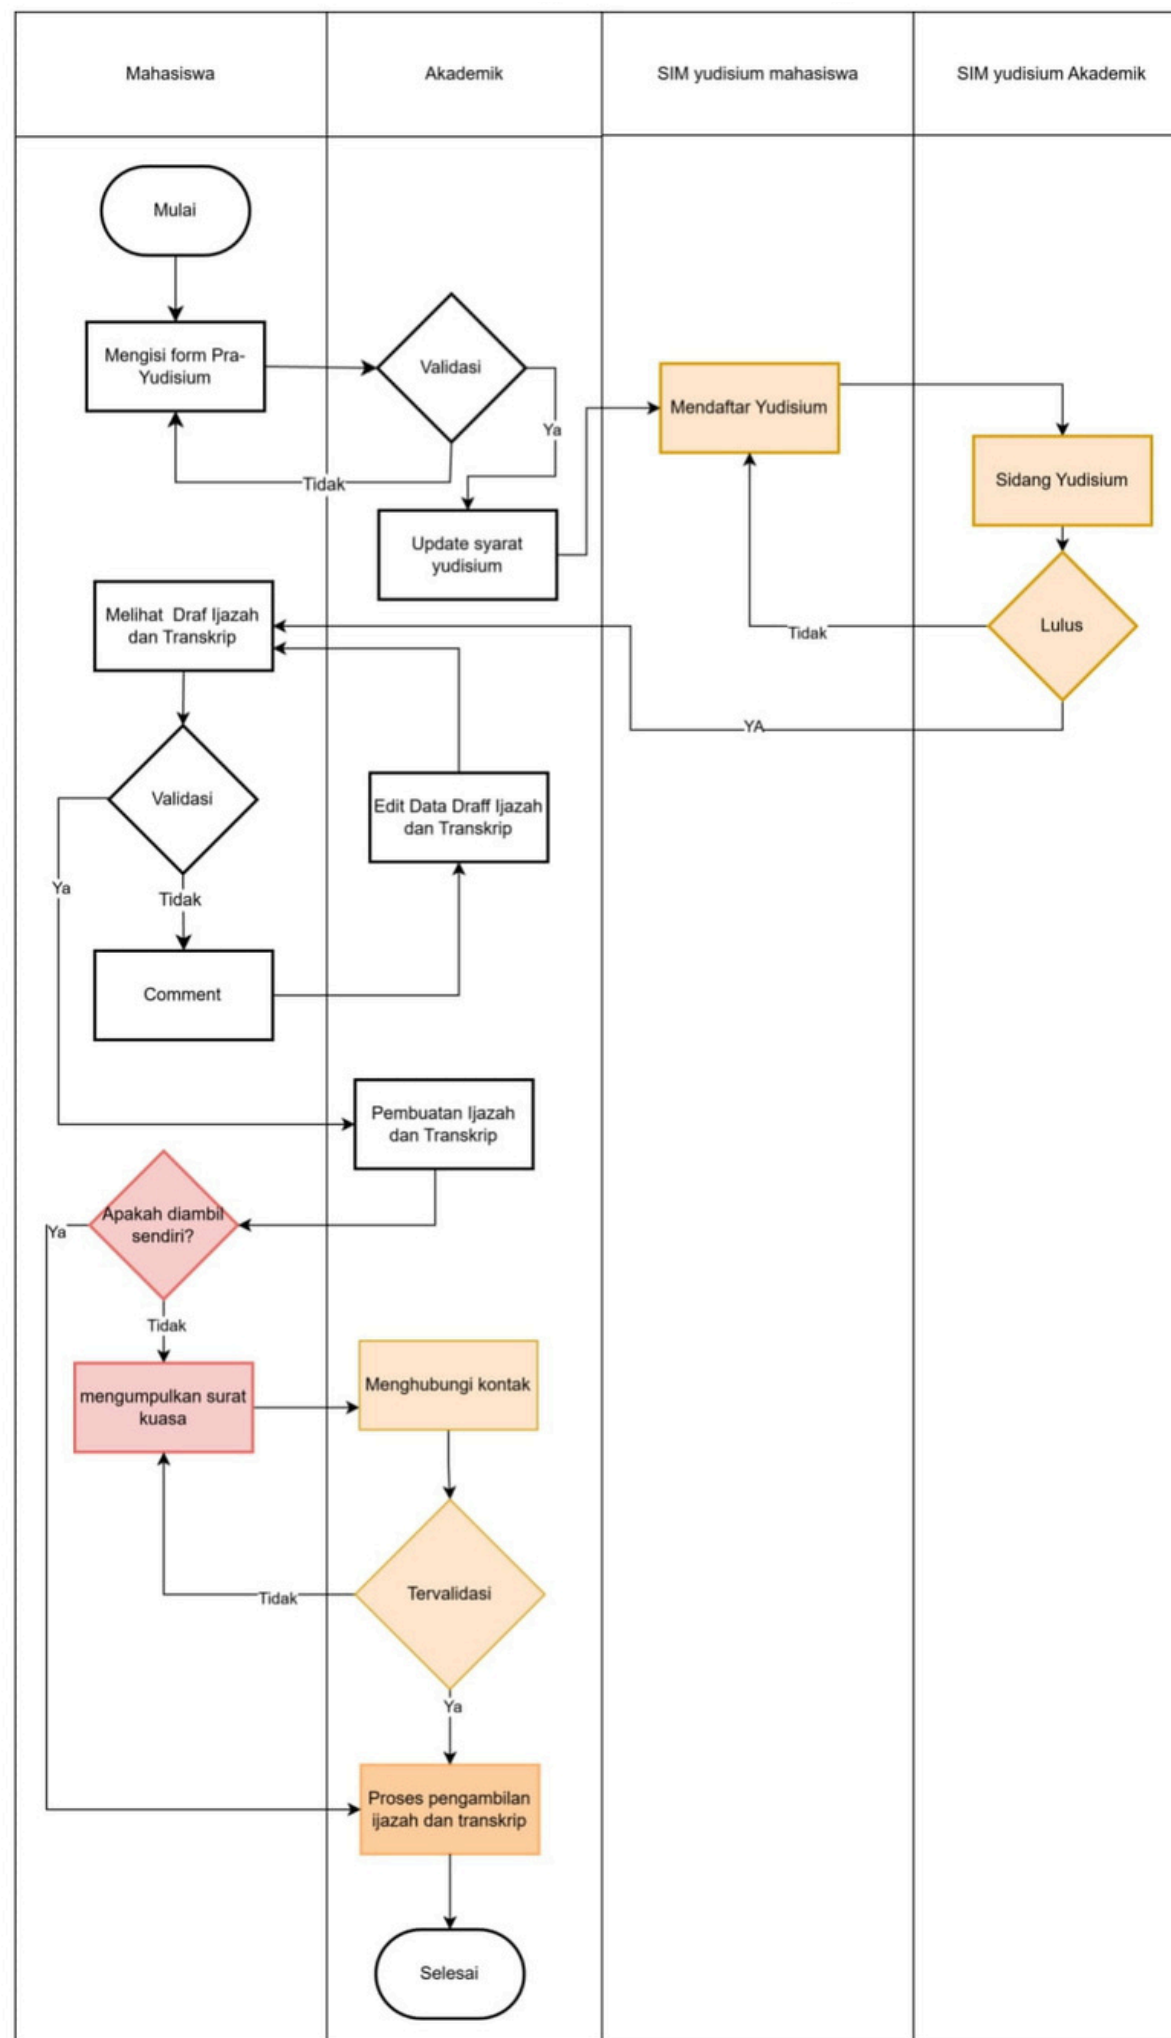 Mahasiswa
Akademik
SIM yudisium mahasiswa
SIM yudisium Akademik
Mulai
Mengisi form Pra-
Yudisium
Validasi
Ya
Tidak
Update syarat
yudisium
Mendaftar Yudisium
Sidang Yudisium
Lulus
Tidak
YA
Melihat Draf Ijazah
dan Transkrip
Validasi
Ya
Tidak
Edit Data Draff Ijazah
dan Transkrip
Comment
Pembuatan Ijazah
dan Transkrip
Apakah diambil
sendiri?
Ya
Tidak
mengumpulkan surat
kuasa
Menghubungi kontak
Tervalidasi
Tidak
Ya
Proses pengambilan
ijazah dan transkrip
Selesai